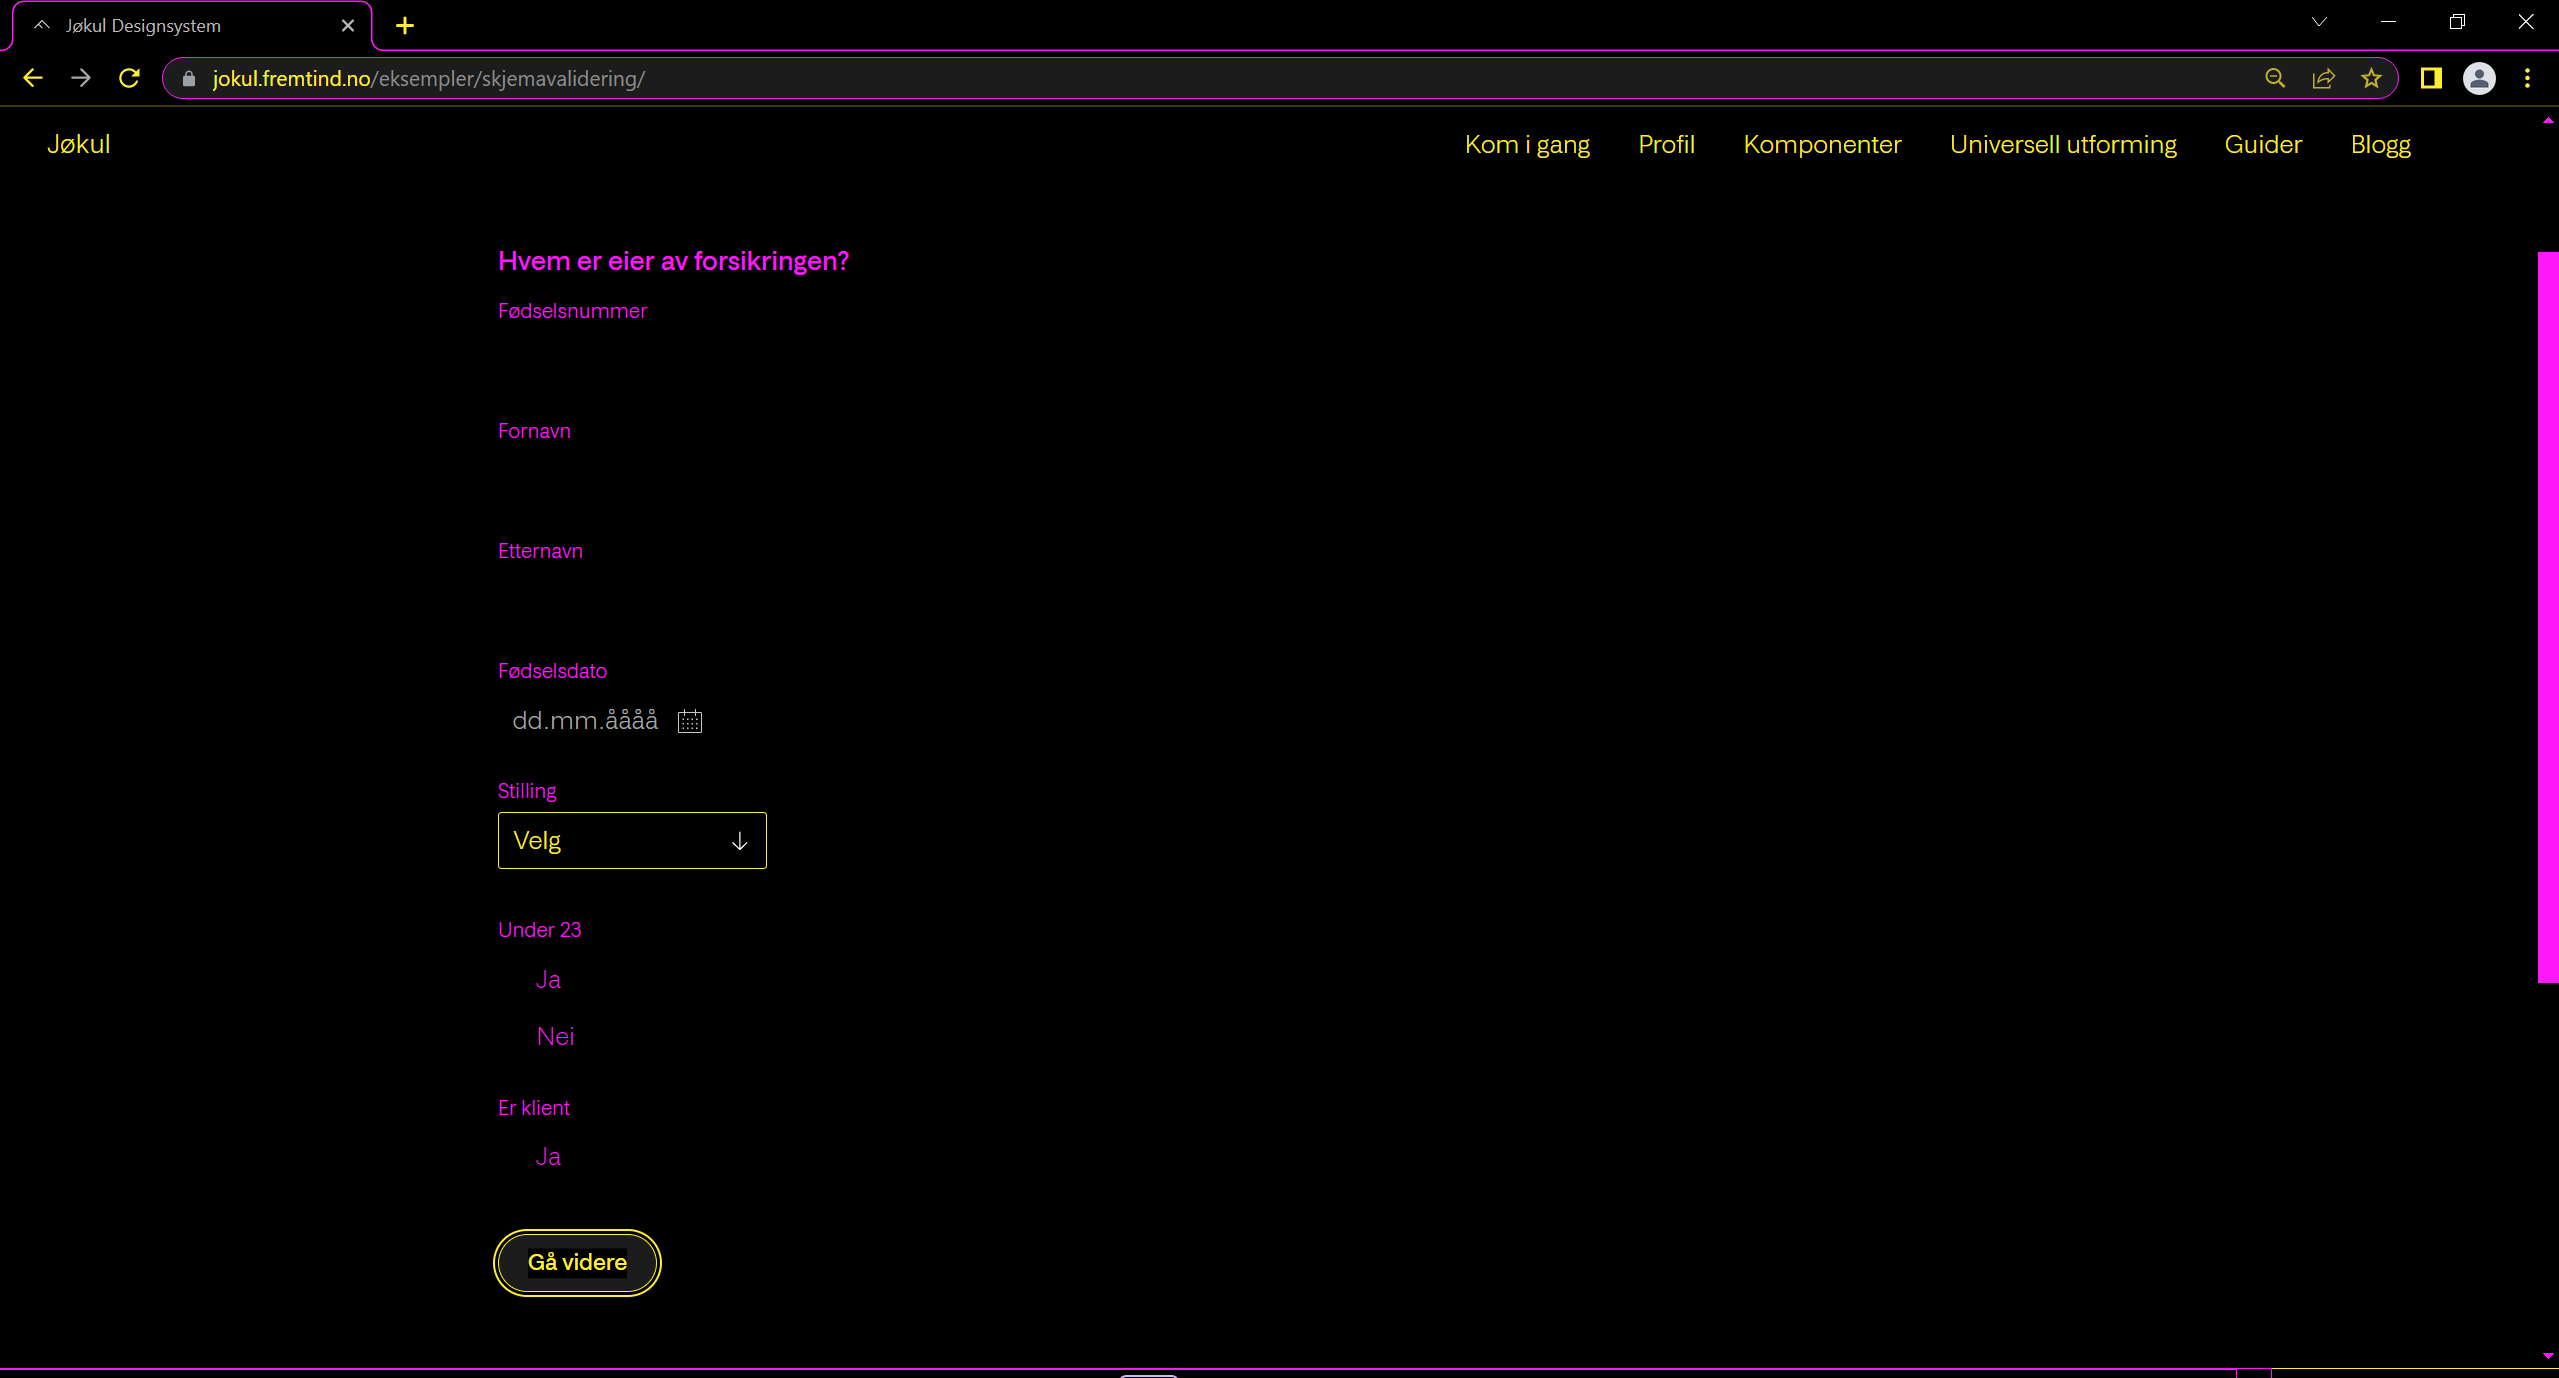 Jøkul Designsystem
jokul.fremtind.no/eksempler/skjemavalidering/
Jøkul
Kom i gang
Profil
Komponenter
Universell utforming
Guider
Blogg
Hvem er eier av forsikringen?
Fødselsnummer
Fornavn
Etternavn
Fødselsdato
dd.mm.åååå
Stilling
Velg
Under 23
Ja
Nei
Er klient
Ja
Gå videre